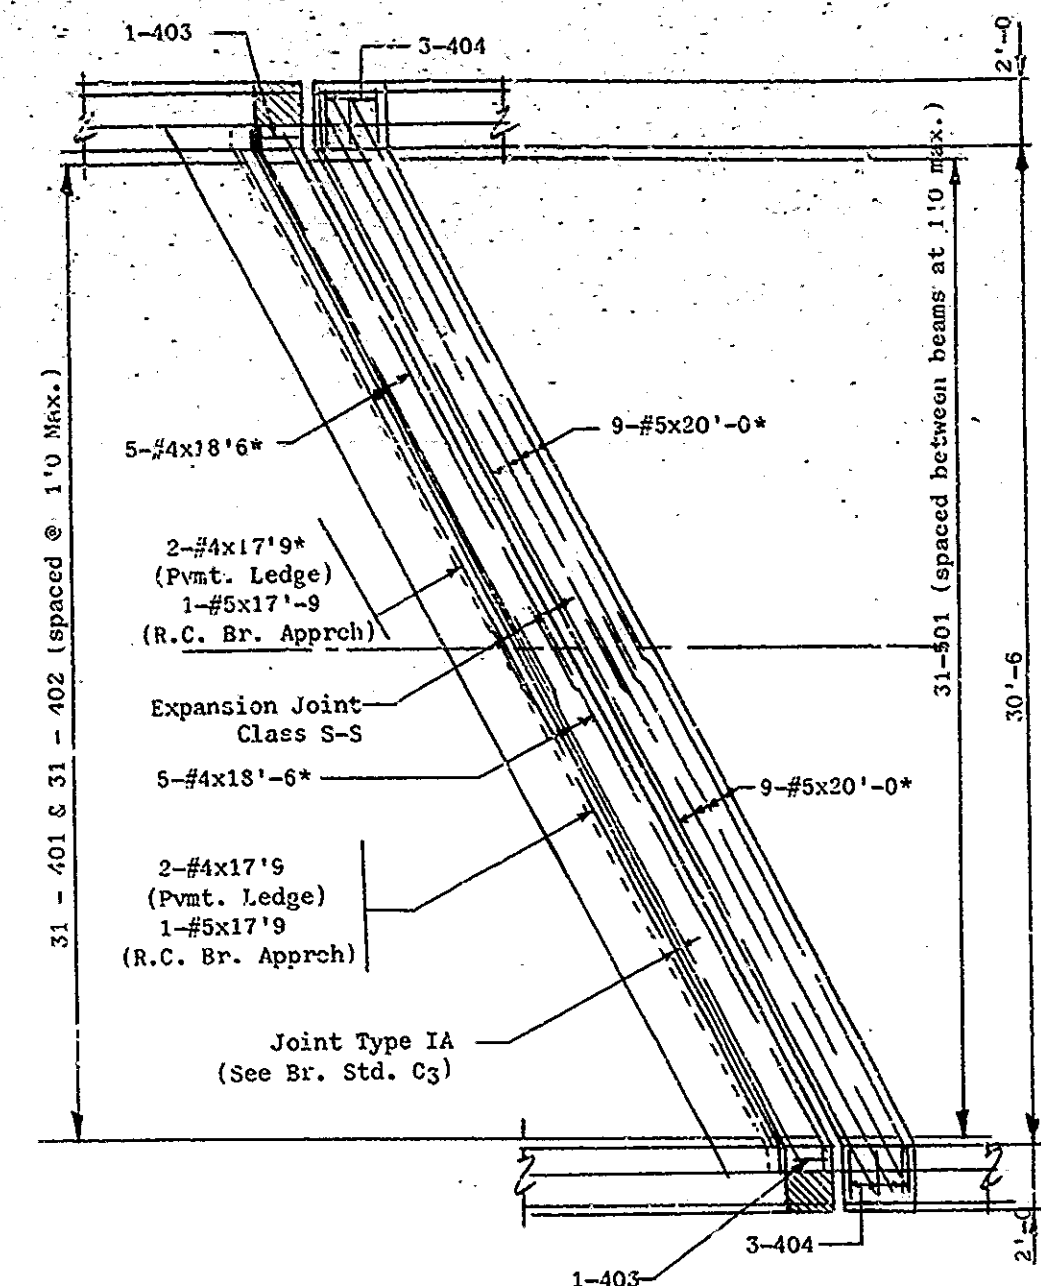 1-403
3-404
2'-0
31 - 401 & 31 - 402 (spaced @ 1'0 Max.)
31-501 (spaced between beams at 1'0 max.)
30'-6
5-#4x18'6*
9-#5x20'-0*
2-#4x17'9*
(Pvmt. Ledge)
1-#5x17'-9
(R.C. Br. Apprch)
Expansion Joint
Class S-S
5-#4x18'-6*
9-#5x20'-0*
2-#4x17'9
(Pvmt. Ledge)
1-#5x17'9
(R.C. Br. Apprch)
Joint Type IA
(See Br. Std. C3)
3-404
2'-0
1-403